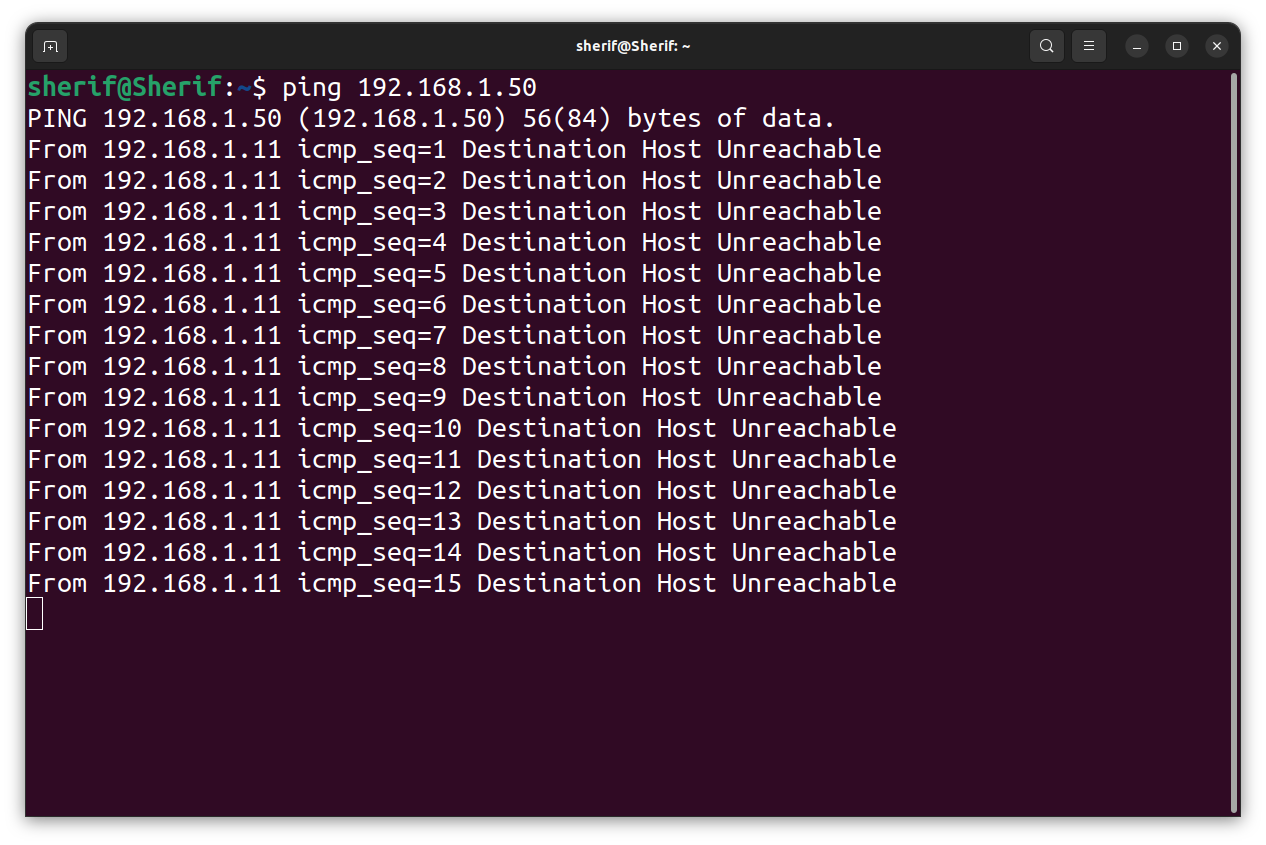 sherif@Sherif: ~
sherif@Sherif:~$ ping 192.168.1.50
PING 192.168.1.50 (192.168.1.50) 56(84) bytes of data.
From 192.168.1.11 icmp_seq=1 Destination Host Unreachable
From 192.168.1.11 icmp_seq=2 Destination Host Unreachable
From 192.168.1.11 icmp_seq=3 Destination Host Unreachable
From 192.168.1.11 icmp_seq=4 Destination Host Unreachable
From 192.168.1.11 icmp_seq=5 Destination Host Unreachable
From 192.168.1.11 icmp_seq=6 Destination Host Unreachable
From 192.168.1.11 icmp_seq=7 Destination Host Unreachable
From 192.168.1.11 icmp_seq=8 Destination Host Unreachable
From 192.168.1.11 icmp_seq=9 Destination Host Unreachable
From 192.168.1.11 icmp_seq=10 Destination Host Unreachable
From 192.168.1.11 icmp_seq=11 Destination Host Unreachable
From 192.168.1.11 icmp_seq=12 Destination Host Unreachable
From 192.168.1.11 icmp_seq=13 Destination Host Unreachable
From 192.168.1.11 icmp_seq=14 Destination Host Unreachable
From 192.168.1.11 icmp_seq=15 Destination Host Unreachable